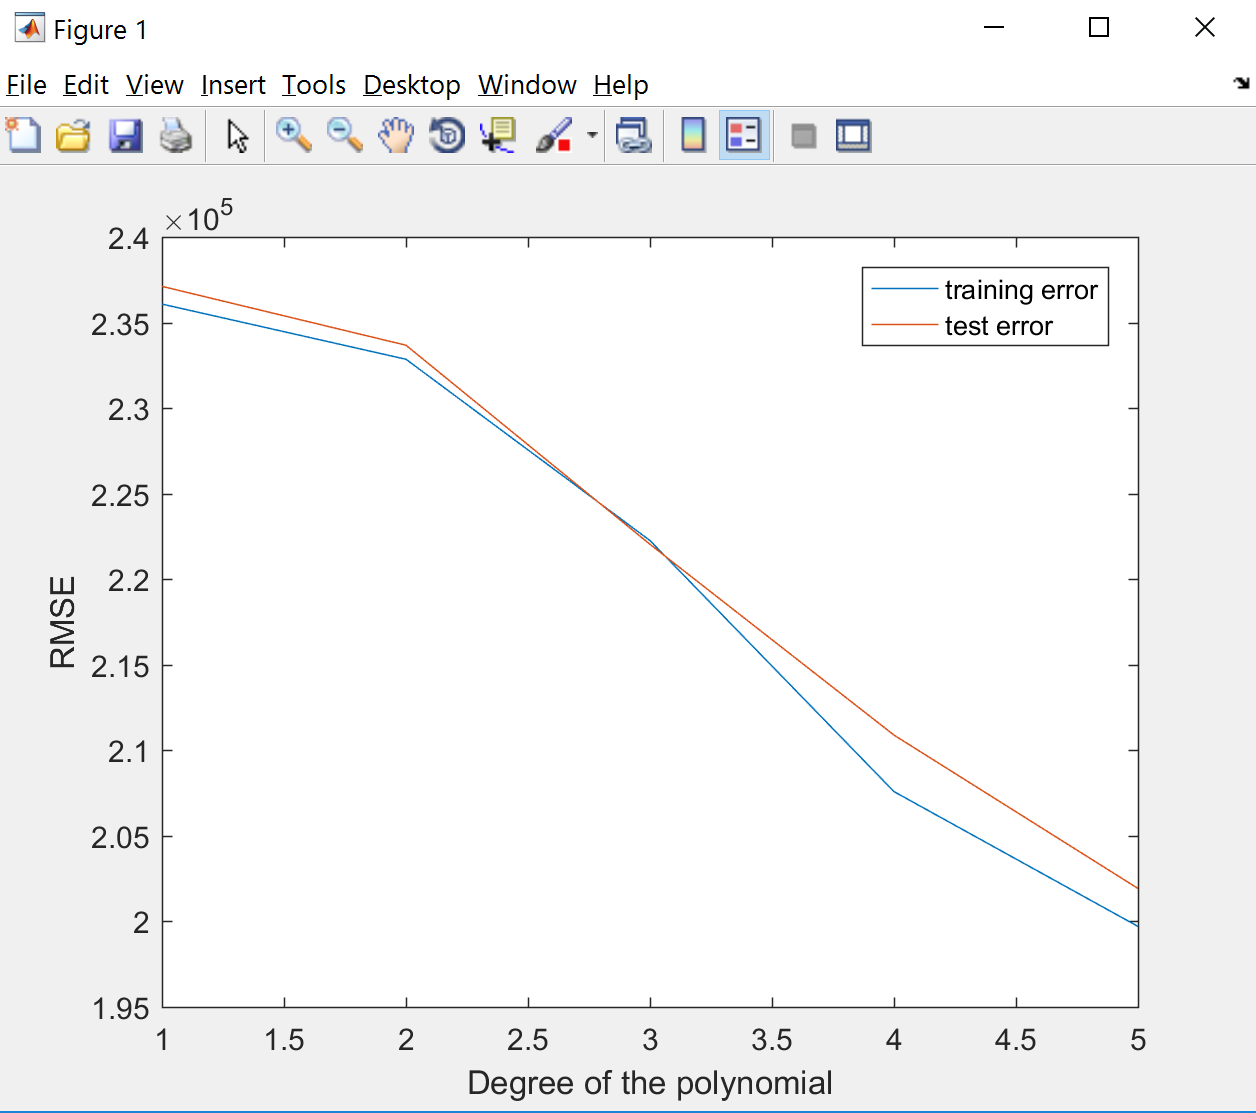 Figure 1
File Edit View Insert Tools Desktop Window Help
×10^5
2.4
2.35
2.3
2.25
2.2
2.15
2.1
2.05
2
1.95
RMSE
training error
test error
1 1.5 2 2.5 3 3.5 4 4.5 5
Degree of the polynomial